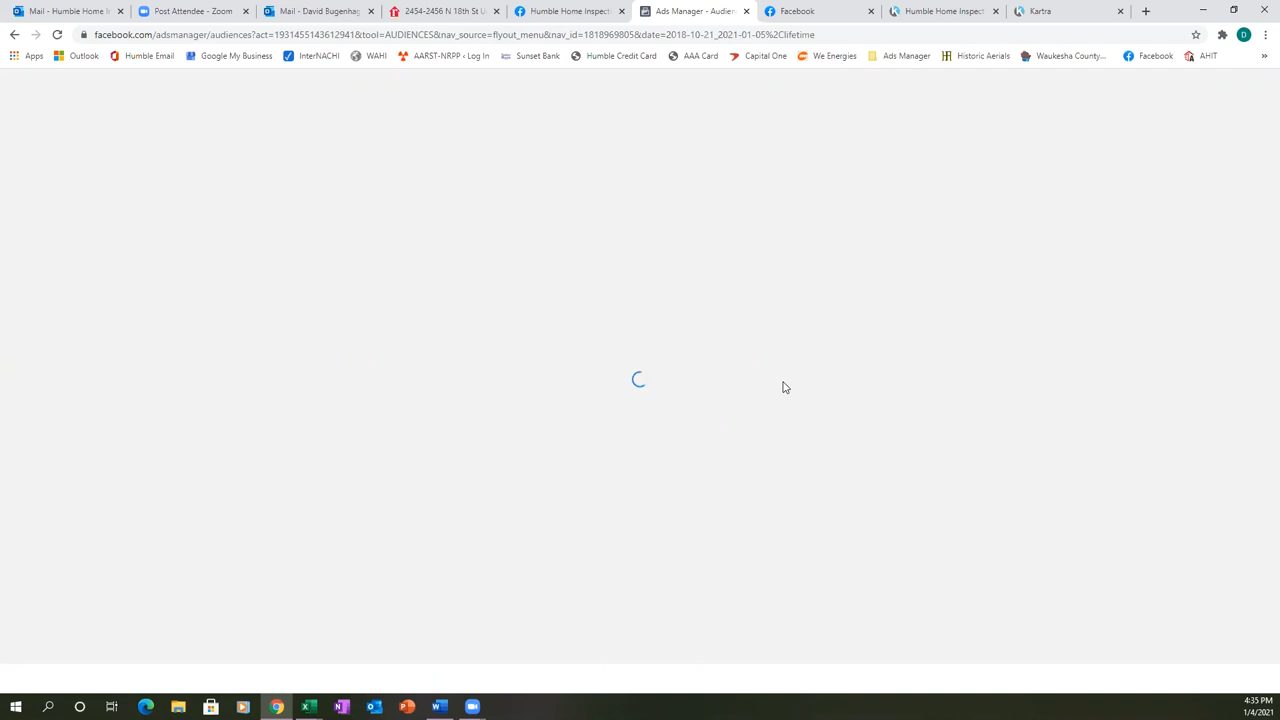 Mail - Humble Home I
Post Attendee - Zoom
Mail - David Bugenhag
2454-2456 N 18th St U
Humble Home Inspect
Ads Manager - Audien
Facebook
Humble Home Inspect
Kartra
facebook.com/adsmanager/audiences?act=1931455143612941&tool=AUDIENCES&nav_source=flyout_menu&nav_id=1818969805&date=2018-10-21_2021-01-05%2Clifetime
D
Apps
Outlook
Humble Email
Google My Business
InterNACHI
WAHI
AARST-NRPP ‹ Log In
Sunset Bank
Humble Credit Card
AAA Card
Capital One
We Energies
Ads Manager
Historic Aerials
Waukesha County...
Facebook
AHIT
»
4:35 PM
1/4/2021